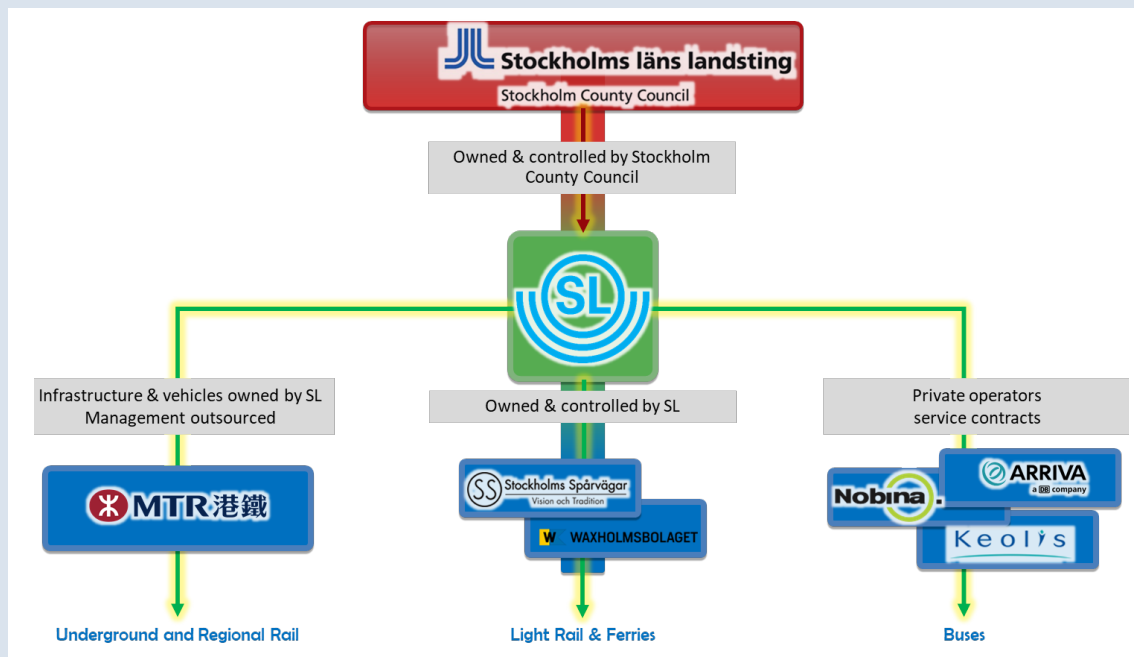 Stockholms läns landsting
Stockholm County Council
Owned & controlled by Stockholm
County Council
SL
Infrastructure & vehicles owned by SL
Management outsourced
Owned & controlled by SL
Private operators
service contracts
MTR港鐵
SS Stockholms Spårvägar
Vision och Tradition
W WAXHOLMSBOLAGET
ARRIVA
a DB company
Nobina
Keolis
Underground and Regional Rail
Light Rail & Ferries
Buses